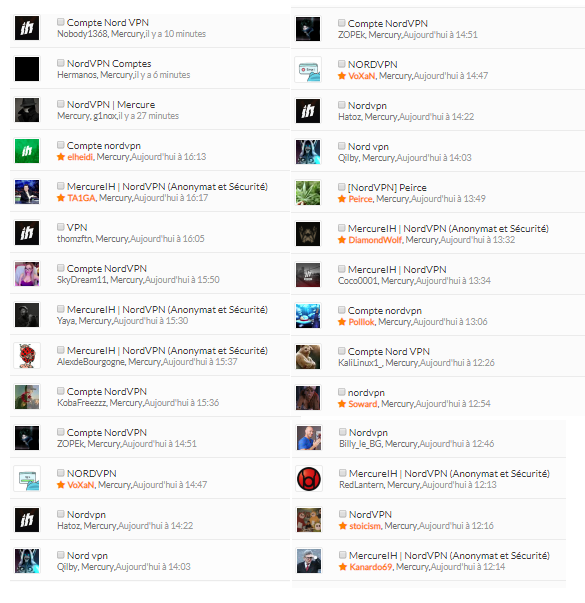 Compte Nord VPN
Nobody1368, Mercury,il y a 10 minutes
NordVPN Comptes
Hermanos, Mercury,il y a 6 minutes
NordVPN | Mercure
Mercury, g1nox,il y a 27 minutes
Compte nordvpn
elheidi, Mercury,Aujourd'hui à 16:13
MercureIH | NordVPN (Anonymat et Sécurité)
TA1GA, Mercury,Aujourd'hui à 16:17
VPN
thomzftn, Mercury,Aujourd'hui à 16:05
Compte NordVPN
SkyDream11, Mercury,Aujourd'hui à 15:50
MercureIH | NordVPN (Anonymat et Sécurité)
Yaya, Mercury,Aujourd'hui à 15:30
MercureIH | NordVPN (Anonymat et Sécurité)
AlexdeBourgogne, Mercury,Aujourd'hui à 15:37
Compte NordVPN
KobaFreezzz, Mercury,Aujourd'hui à 15:36
Compte NordVPN
ZOPEk, Mercury,Aujourd'hui à 14:51
NORDVPN
VoXaN, Mercury,Aujourd'hui à 14:47
Nordvpn
Hatoz, Mercury,Aujourd'hui à 14:22
Nord vpn
Qilby, Mercury,Aujourd'hui à 14:03
Compte NordVPN
ZOPEk, Mercury,Aujourd'hui à 14:51
NORDVPN
VoXaN, Mercury,Aujourd'hui à 14:47
Nordvpn
Hatoz, Mercury,Aujourd'hui à 14:22
Nord vpn
Qilby, Mercury,Aujourd'hui à 14:03
[NordVPN] Peirce
Peirce, Mercury,Aujourd'hui à 13:49
MercureIH | NordVPN (Anonymat et Sécurité)
DiamondWolf, Mercury,Aujourd'hui à 13:32
MercureIH | NordVPN
Coco0001, Mercury,Aujourd'hui à 13:34
Compte nordvpn
Polllok, Mercury,Aujourd'hui à 13:06
Compte Nord VPN
KaliLinux1_, Mercury,Aujourd'hui à 12:26
nordvpn
Soward, Mercury,Aujourd'hui à 12:54
Nordvpn
Billy_le_BG, Mercury,Aujourd'hui à 12:46
MercureIH | NordVPN (Anonymat et Sécurité)
RedLantern, Mercury,Aujourd'hui à 12:13
NordVPN
stoicism, Mercury,Aujourd'hui à 12:16
MercureIH | NordVPN (Anonymat et Sécurité)
Kanardo69, Mercury,Aujourd'hui à 12:14